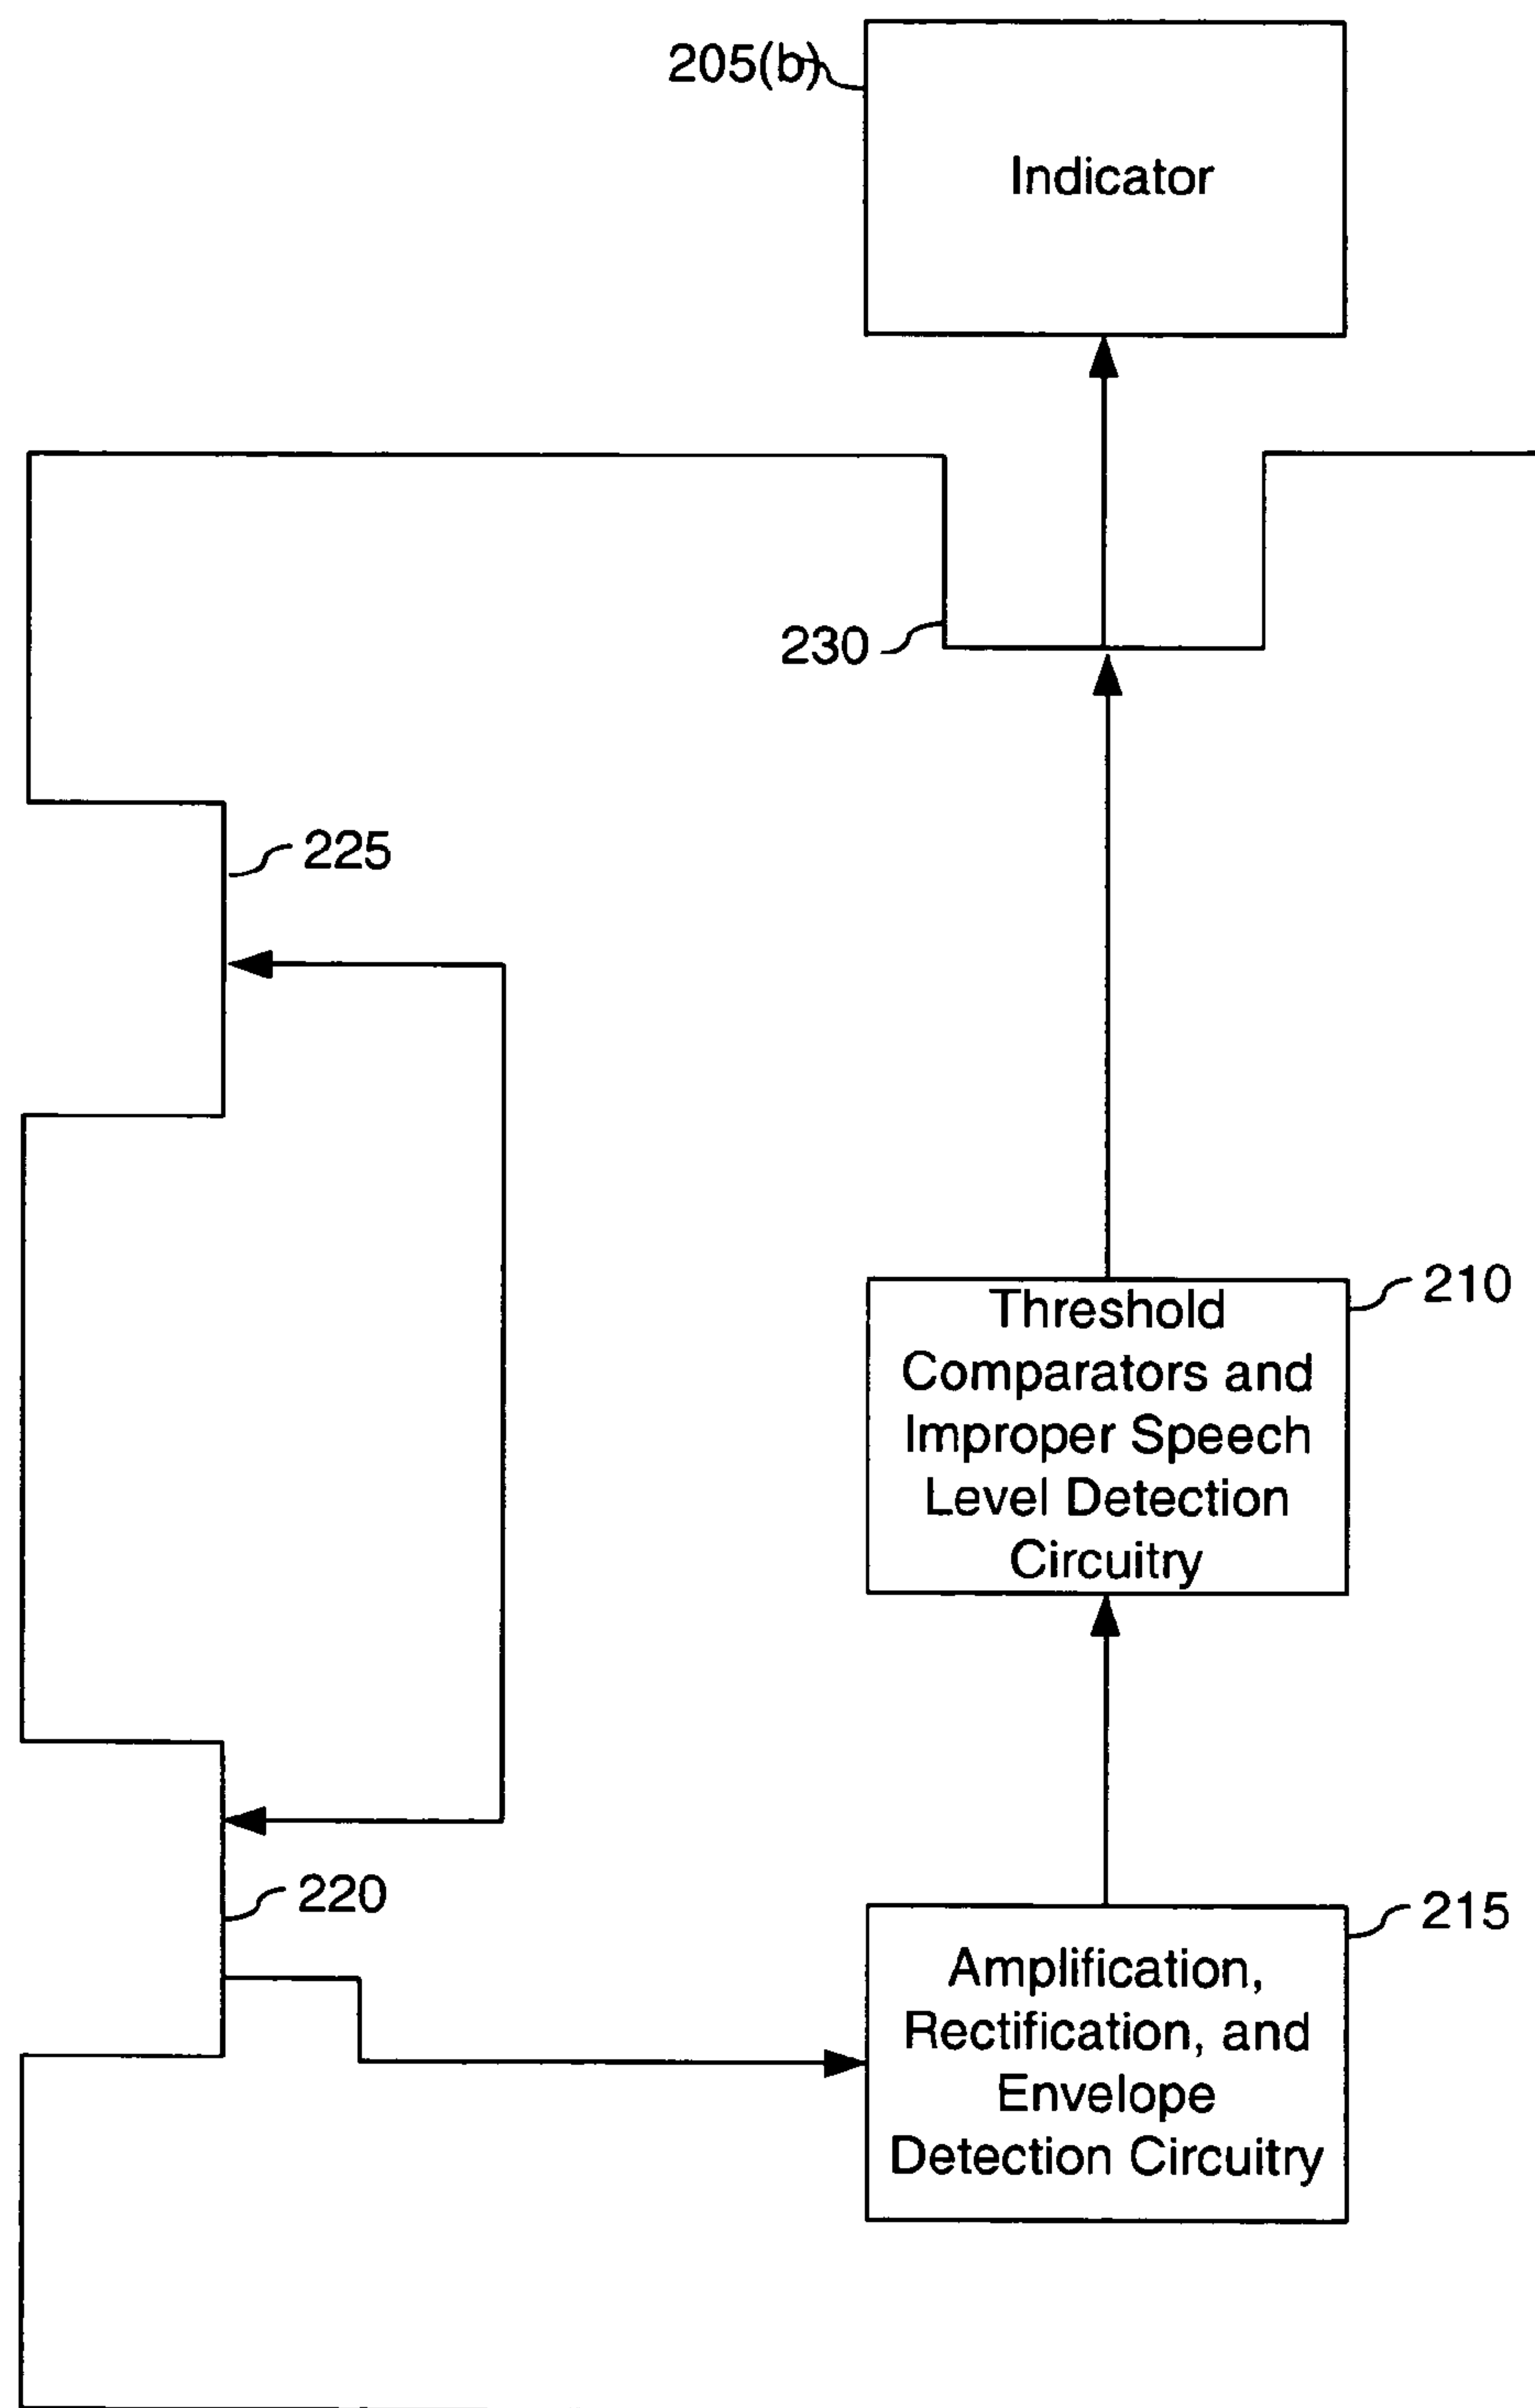 205(b)
Indicator
230
225
210
Threshold
Comparators and
Improper Speech
Level Detection
Circuitry
220
215
Amplification,
Rectification, and
Envelope
Detection Circuitry